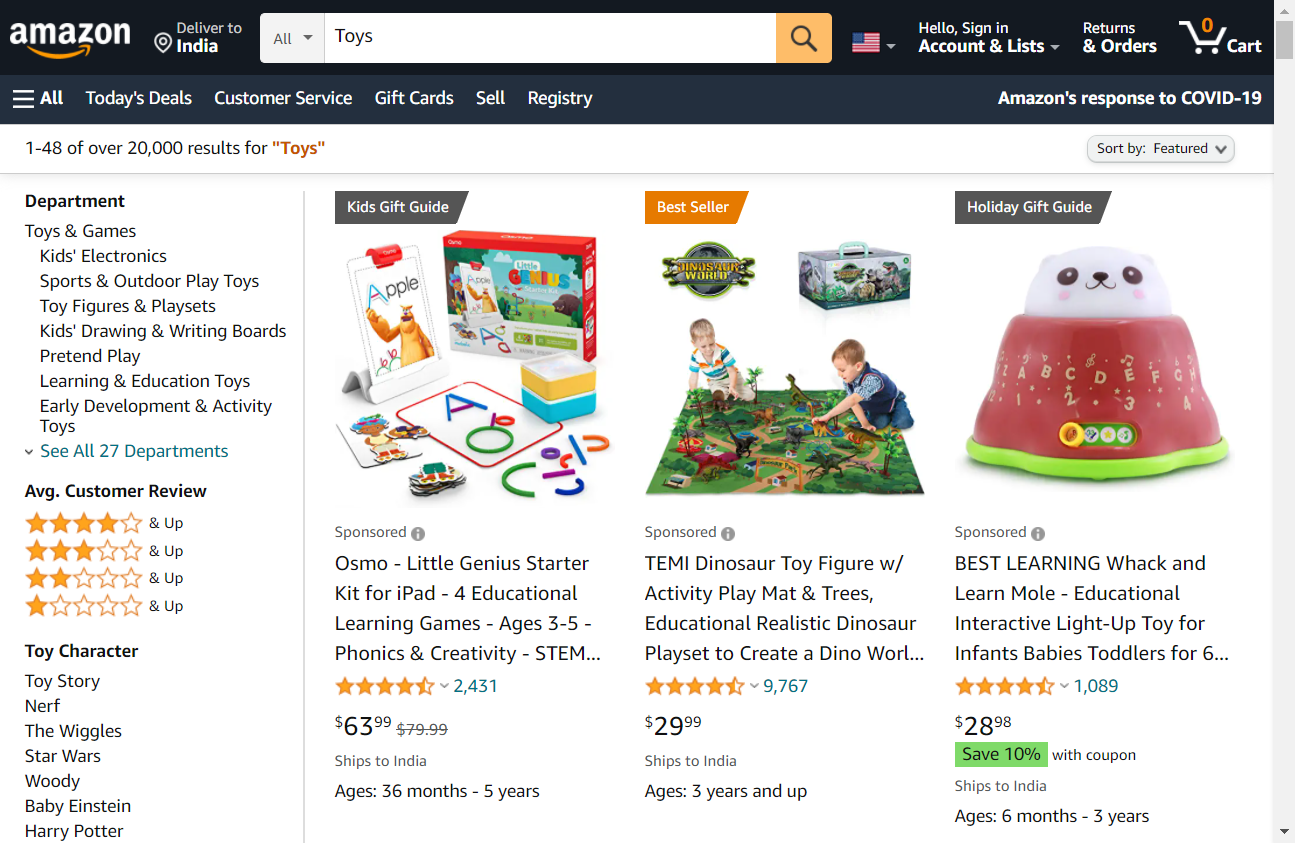 amazon
Deliver to
India
All
Toys
Hello, Sign in
Account & Lists
Returns
& Orders
0
Cart
All
Today's Deals
Customer Service
Gift Cards
Sell
Registry
Amazon's response to COVID-19
1-48 of over 20,000 results for "Toys"
Sort by: Featured
Department
Toys & Games
Kids' Electronics
Sports & Outdoor Play Toys
Toy Figures & Playsets
Kids' Drawing & Writing Boards
Pretend Play
Learning & Education Toys
Early Development & Activity
Toys
See All 27 Departments
Avg. Customer Review
& Up
& Up
& Up
& Up
Toy Character
Toy Story
Nerf
The Wiggles
Star Wars
Woody
Baby Einstein
Harry Potter
Kids Gift Guide
Osmo
Apple
Little
GENIUS
Starter Kit
Apple
A
Sponsored
Osmo - Little Genius Starter
Kit for iPad - 4 Educational
Learning Games - Ages 3-5 -
Phonics & Creativity - STEM...
2,431
$63.99 $79.99
Ships to India
Ages: 36 months - 5 years
Best Seller
DINOSAUR
WORLD
Sponsored
TEMI Dinosaur Toy Figure w/
Activity Play Mat & Trees,
Educational Realistic Dinosaur
Playset to Create a Dino Worl...
9,767
$29.99
Ships to India
Ages: 3 years and up
Holiday Gift Guide
A B C D E F G H
1 2 3 4
Sponsored
BEST LEARNING Whack and
Learn Mole - Educational
Interactive Light-Up Toy for
Infants Babies Toddlers for 6...
1,089
$28.98
Save 10% with coupon
Ships to India
Ages: 6 months - 3 years